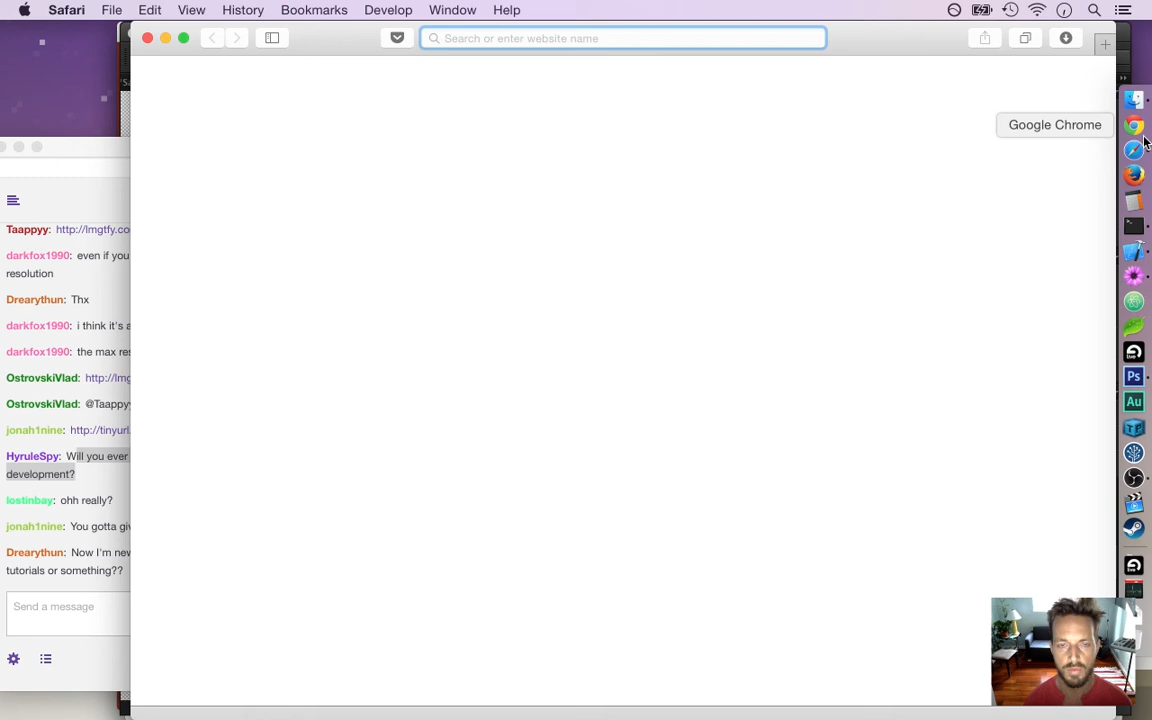 Safari File Edit View History Bookmarks Develop Window Help
Search or enter website name
Google Chrome
Taappyy: http://lmgtfy.co
darkfox1990: even if you
resolution
Drearythun: Thx
darkfox1990: i think it's a
darkfox1990: the max res
OstrovskiVlad: http://lmg
OstrovskiVlad: @Taappyy
jonah1nine: http://tinyurl.
HyruleSpy: Will you ever
development?
lostinbay: ohh really?
jonah1nine: You gotta giv
Drearythun: Now I'm new
tutorials or something??
Send a message
Ps
Au